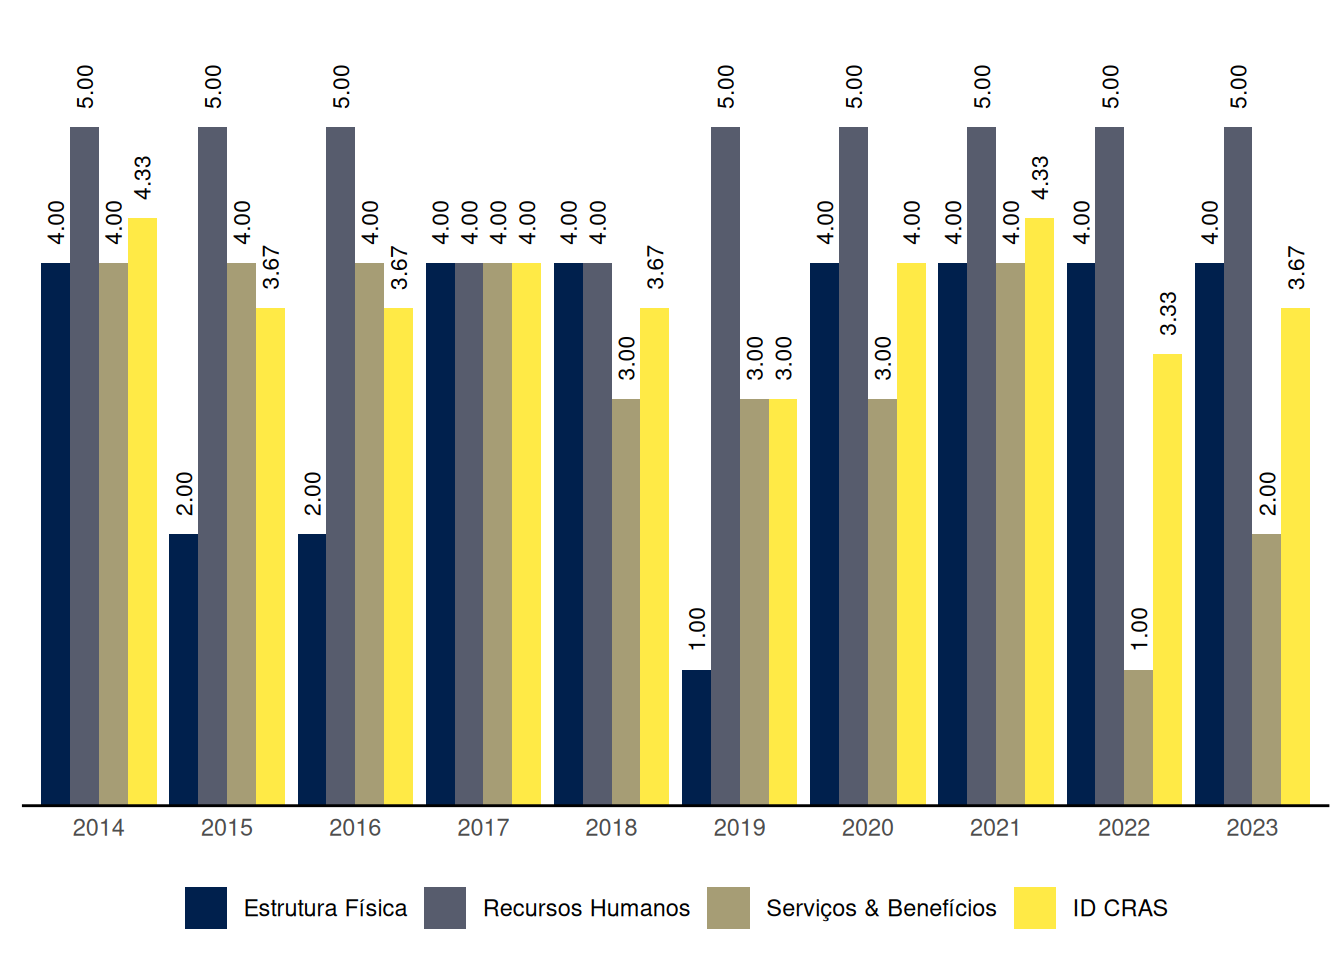 4.00 5.00 4.00 4.33 2.00 5.00 4.00 3.67 2.00 5.00 4.00 3.67 4.00 4.00 4.00 4.00 4.00 4.00 3.00 3.67 1.00 5.00 3.00 3.00 4.00 5.00 3.00 4.00 4.00 5.00 4.00 4.33 4.00 5.00 1.00 3.33 4.00 5.00 2.00 3.67
2014 2015 2016 2017 2018 2019 2020 2021 2022 2023
Estrutura Física Recursos Humanos Serviços & Benefícios ID CRAS